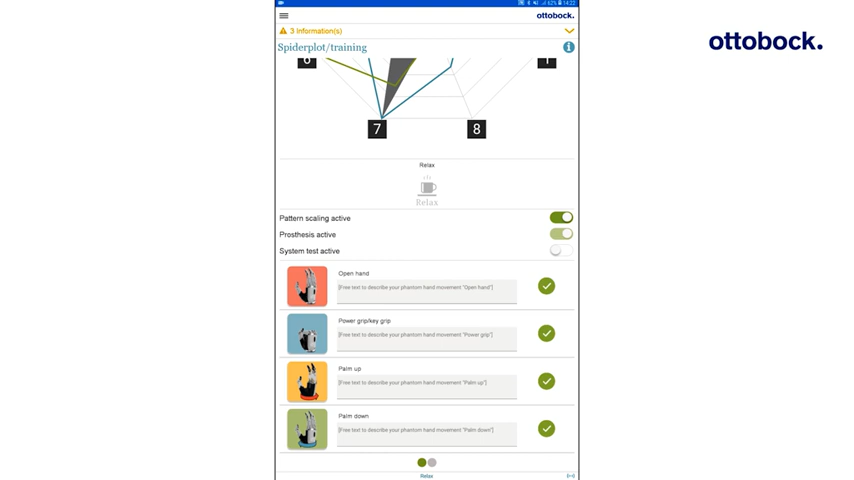 62% 14:22
ottobock.
3 Information(s)
ottobock.
Spiderplot/training
6
1
7
8
Relax
Relax
Pattern scaling active
Prosthesis active
System test active
Open hand
[Free text to describe your phantom hand movement "Open hand"]
Power grip/key grip
[Free text to describe your phantom hand movement "Power grip"]
Palm up
[Free text to describe your phantom hand movement "Palm up"]
Palm down
[Free text to describe your phantom hand movement "Palm down"]
Relax